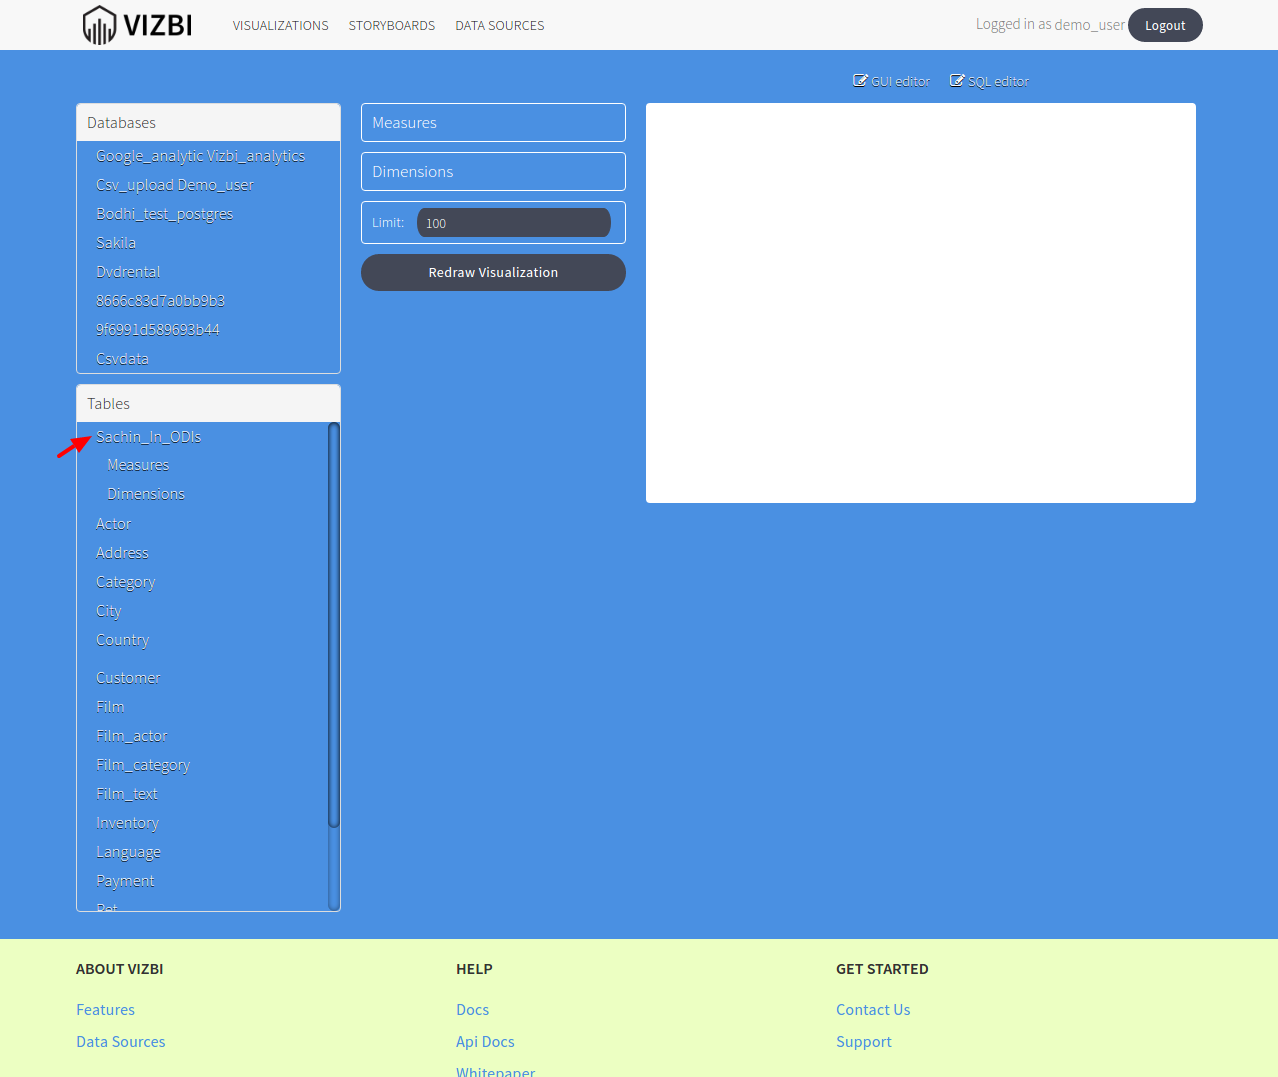 VIZBI
VISUALIZATIONS STORYBOARDS DATA SOURCES
Logged in as demo_user Logout
GUI editor SQL editor
Databases
Google_analytic Vizbi_analytics
Csv_upload Demo_user
Bodhi_test_postgres
Sakila
Dvdrental
8666c83d7a0bb9b3
9f6991d589693b44
Csvdata
Tables
Sachin_In_ODIs
Measures
Dimensions
Actor
Address
Category
City
Country
Customer
Film
Film_actor
Film_category
Film_text
Inventory
Language
Payment
Measures
Dimensions
Limit: 100
Redraw Visualization
ABOUT VIZBI
Features
Data Sources
HELP
Docs
Api Docs
Whitepaper
GET STARTED
Contact Us
Support